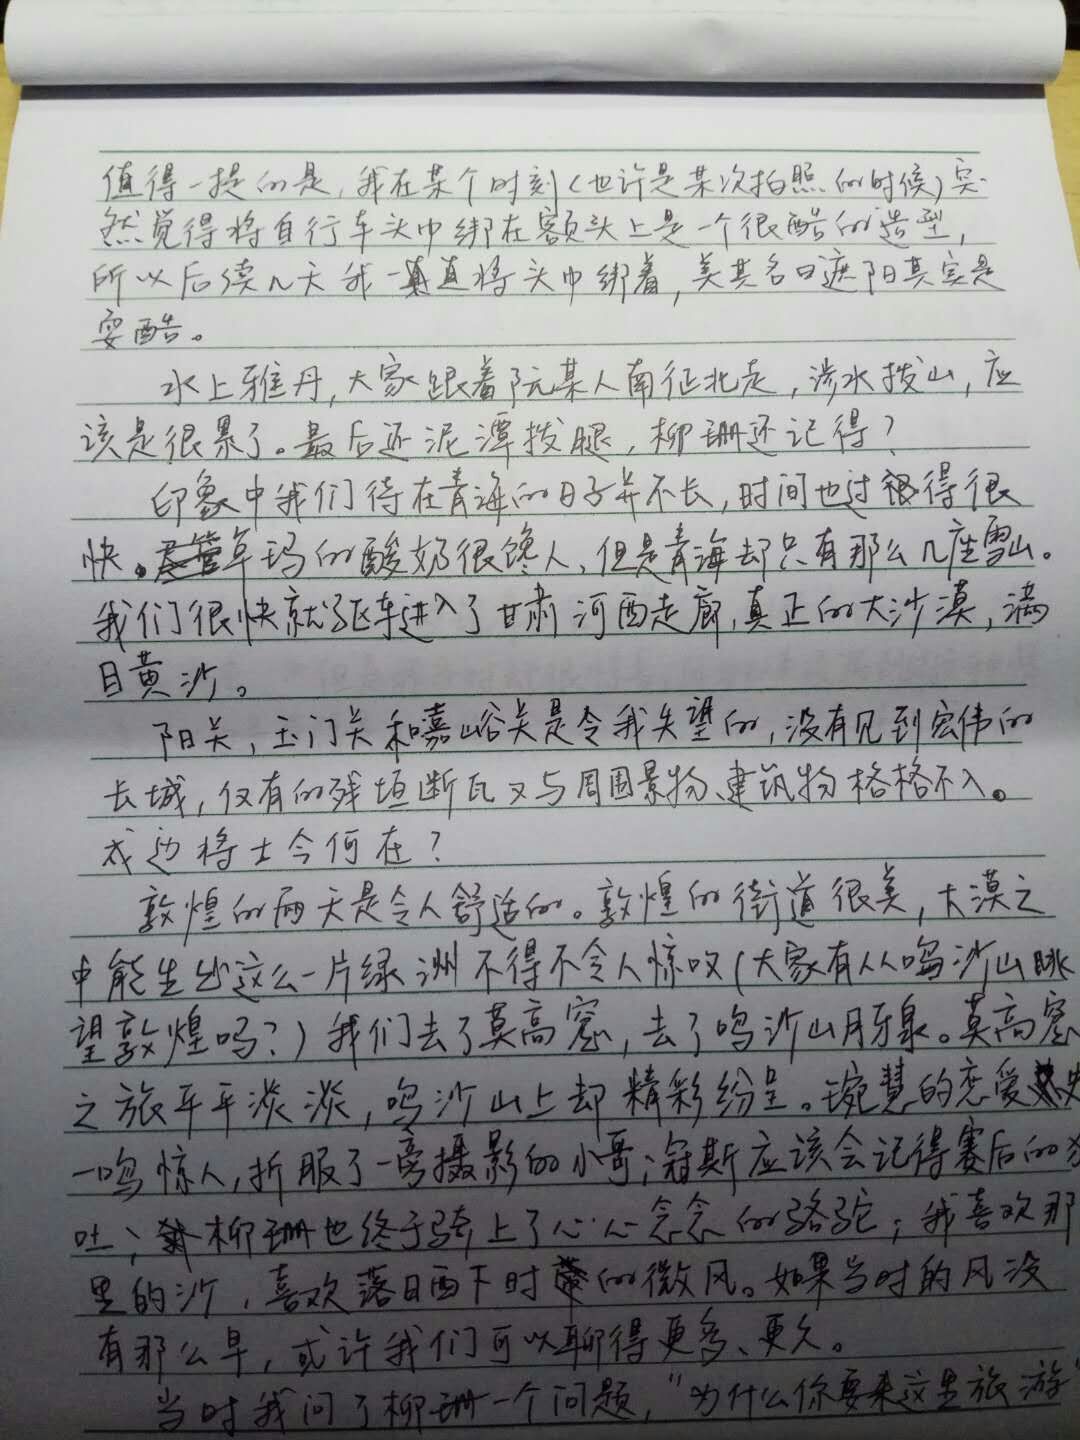 值得一提的是，我在某个时刻（也许是某次拍照的时候）突
然觉得将自行车头巾绑在额头上是一个很酷的造型，
所以后续几天我一直将头巾绑着，美其名曰遮阳其实是
耍酷。
水上雅丹，大家跟着阮某人南征北走，涉水拔山，应
该是很累了。最后还泥潭拔腿，柳珊还记得？
印象中我们待在青海的日子并不长，时间也过得很
快。卓玛的酸奶很馋人，但是青海却只有那么几座雪山。
我们很快就驱车进入了甘肃河西走廊，真正的大沙漠，满
目黄沙。
阳关，玉门关和嘉峪关是令我失望的，没有见到宏伟的
长城，仅有的残垣断瓦又与周围景物、建筑物格格不入。
戍边将士今何在？
敦煌的两天是令人舒适的。敦煌的街道很美，大漠之
中能生出这么一片绿洲不得不令人惊叹（大家有从鸣沙山眺
望敦煌吗？）我们去了莫高窟，去了鸣沙山月牙泉。莫高窟
之旅平平淡淡，鸣沙山上却精彩纷呈。琬慧的恋爱史
一鸣惊人，折服了一旁摄影的小哥；冠斯应该会记得赛后的狂
吐；柳珊也终于骑上了心心念念的骆驼；我喜欢那
里的沙，喜欢落日西下时的微风。如果当时的风没
有那么早，或许我们可以聊得更多、更久。
当时我问了柳珊一个问题，“为什么你要来这里旅游”